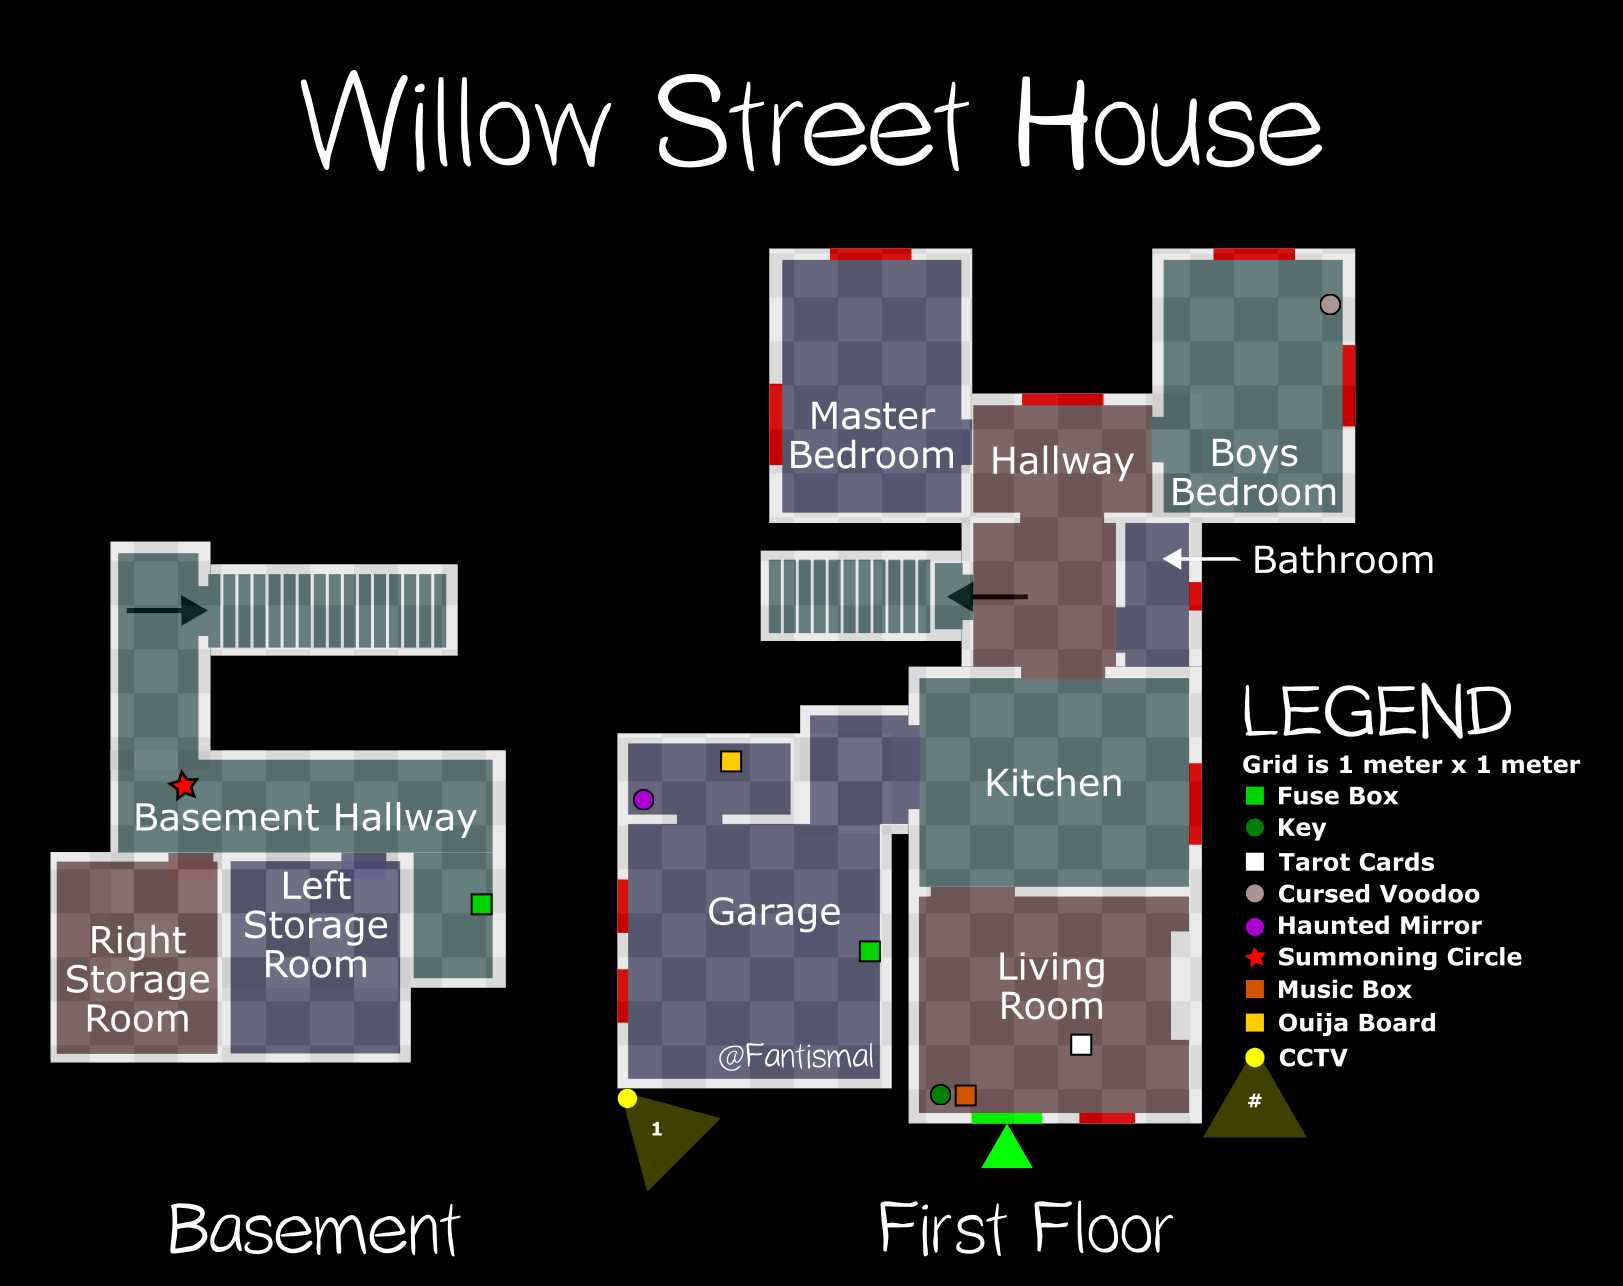 Willow Street House
Master
Bedroom
Hallway
Boys
Bedroom
Bathroom
Basement Hallway
Left
Storage
Room
Right
Storage
Room
Kitchen
Garage
Living
Room
@Fantismal
1
LEGEND
Grid is 1 meter x 1 meter
Fuse Box
Key
Tarot Cards
Cursed Voodoo
Haunted Mirror
Summoning Circle
Music Box
Ouija Board
CCTV
#
Basement
First Floor